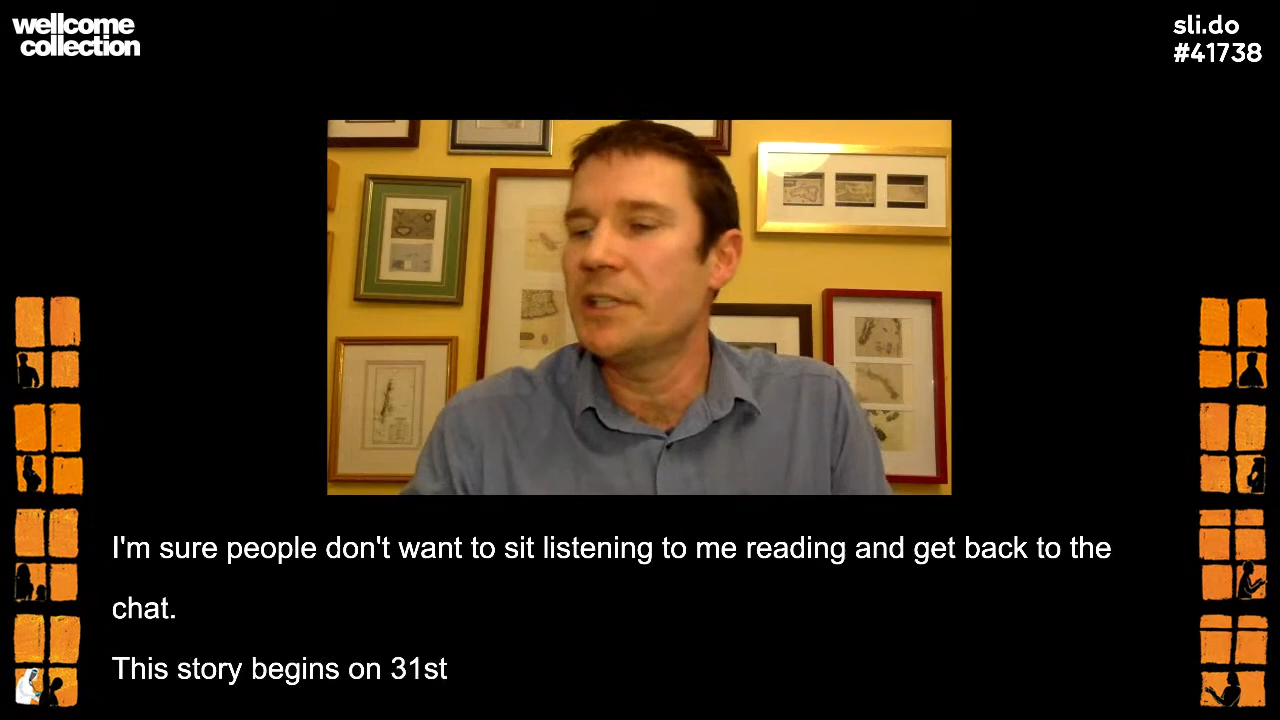 wellcome
collection
sli.do
#41738
I'm sure people don't want to sit listening to me reading and get back to the
chat.
This story begins on 31st